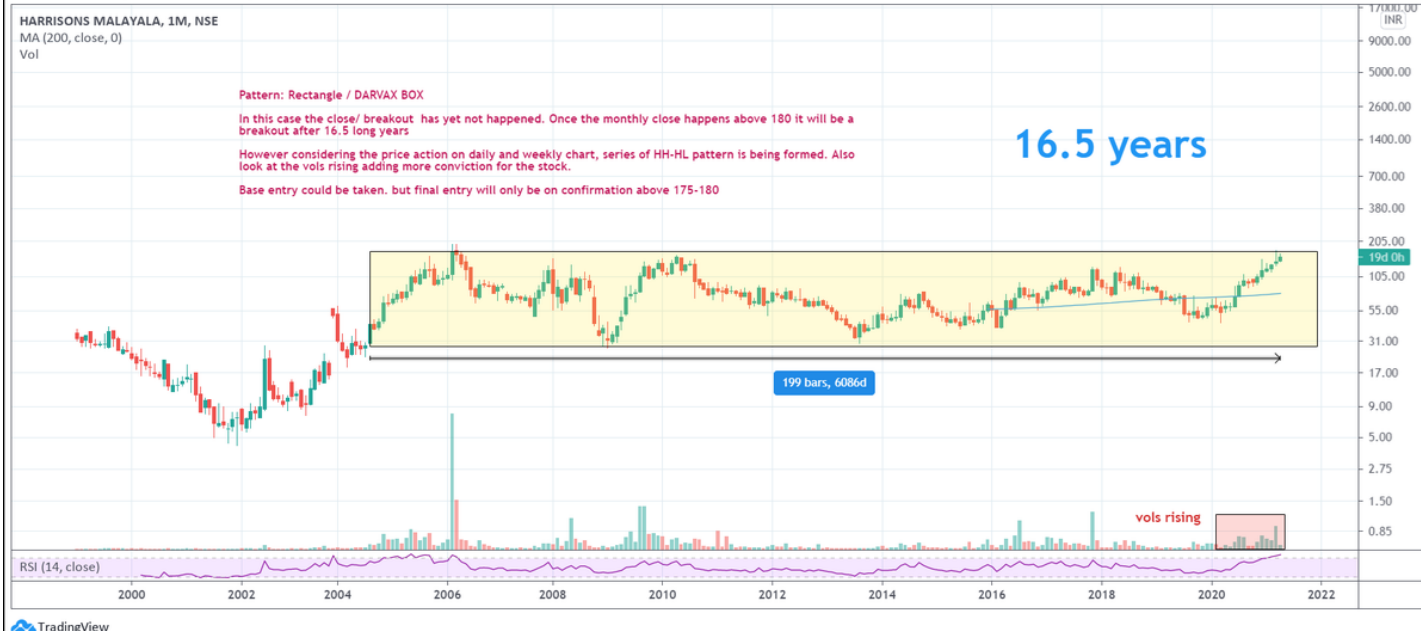 HARRISONS MALAYALA, 1M, NSE
MA (200, close, 0)
Vol
Pattern: Rectangle / DARVAX BOX
In this case the close/ breakout has yet not happened. Once the monthly close happens above 180 it will be a
breakout after 16.5 long years
However considering the price action on daily and weekly chart, series of HH-HL pattern is being formed. Also
look at the vols rising adding more conviction for the stock.
Base entry could be taken. but final entry will only be on confirmation above 175-180
16.5 years
17000.00
INR
9000.00
5000.00
2600.00
1400.00
700.00
380.00
205.00
19d 0h
105.00
55.00
31.00
17.00
9.00
5.00
2.75
1.50
0.85
199 bars, 6086d
vols rising
RSI (14, close)
2000
2002
2004
2006
2008
2010
2012
2014
2016
2018
2020
2022
TradingView